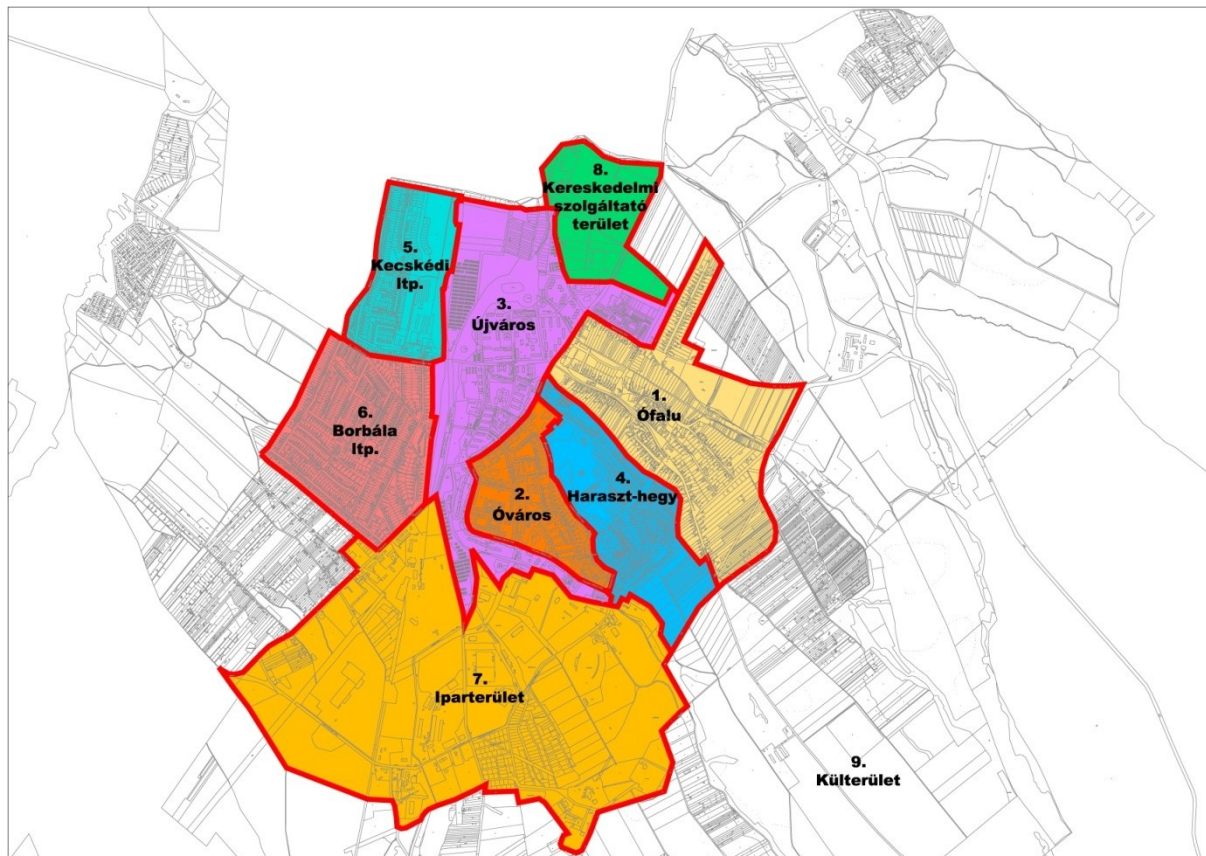 8.
Kereskedelmi
szolgáltató
terület
5.
Kecskédi
ltp.
3.
Újváros
1.
Ófalu
6.
Borbála
ltp.
4.
Haraszt-hegy
2.
Óváros
7.
Iparterület
9.
Külterület